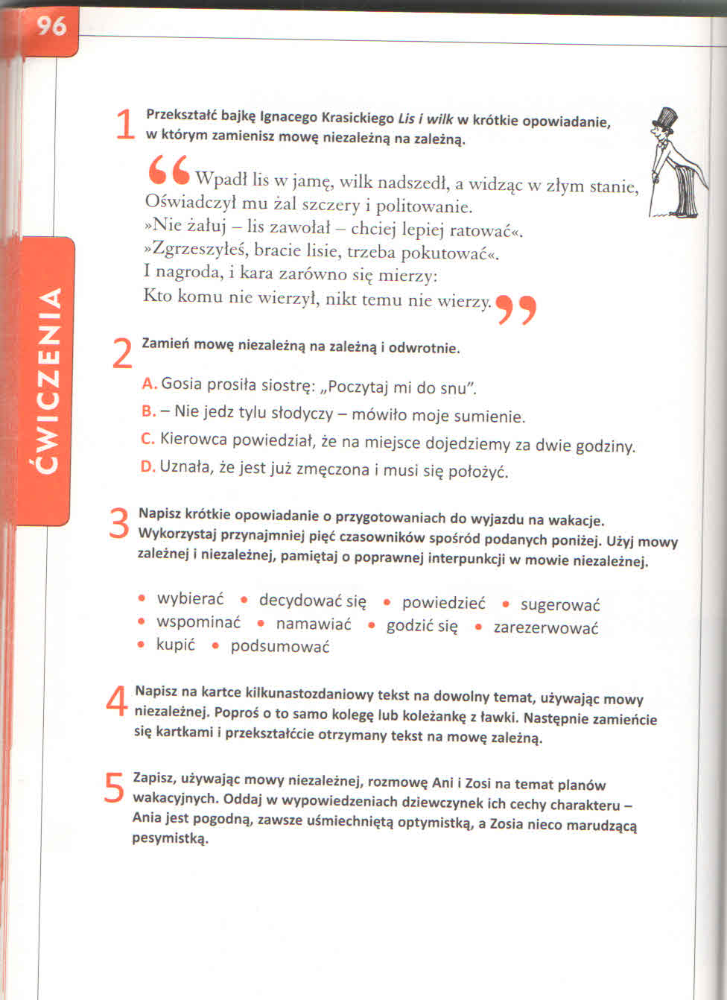 96
ĆWICZENIA
1 Przekształć bajkę Ignacego Krasickiego Lis i wilk w krótkie opowiadanie,
w którym zamienisz mowę niezależną na zależną.
“Wpadł lis w jamę, wilk nadszedł, a widząc w złym stanie,
Oświadczył mu żal szczery i politowanie.
»Nie żałuj – lis zawołał – chciej lepiej ratować«.
»Zgrzeszyłeś, bracie lisie, trzeba pokutować«.
I nagroda, i kara zarówno się mierzy:
Kto komu nie wierzył, nikt temu nie wierzy.”
2 Zamień mowę niezależną na zależną i odwrotnie.
A. Gosia prosiła siostrę: „Poczytaj mi do snu”.
B. – Nie jedz tylu słodyczy – mówiło moje sumienie.
C. Kierowca powiedział, że na miejsce dojedziemy za dwie godziny.
D. Uznała, że jest już zmęczona i musi się położyć.
3 Napisz krótkie opowiadanie o przygotowaniach do wyjazdu na wakacje.
Wykorzystaj przynajmniej pięć czasowników spośród podanych poniżej. Użyj mowy
zależnej i niezależnej, pamiętaj o poprawnej interpunkcji w mowie niezależnej.
• wybierać • decydować się • powiedzieć • sugerować
• wspominać • namawiać • godzić się • zarezerwować
• kupić • podsumować
4 Napisz na kartce kilkunastozdaniowy tekst na dowolny temat, używając mowy
niezależnej. Poproś o to samo kolegę lub koleżankę z ławki. Następnie zamieńcie
się kartkami i przekształćcie otrzymany tekst na mowę zależną.
5 Zapisz, używając mowy niezależnej, rozmowę Ani i Zosi na temat planów
wakacyjnych. Oddaj w wypowiedzeniach dziewczynek ich cechy charakteru –
Ania jest pogodną, zawsze uśmiechniętą optymistką, a Zosia nieco marudzącą
pesymistką.